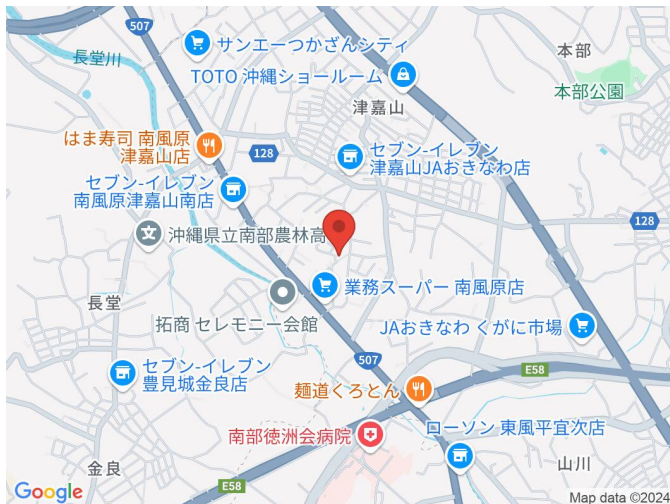 507
長堂川
サンエーつかざんシティ
本部
TOTO 沖縄ショールーム
本部公園
津嘉山
はま寿司 南風原
津嘉山店
128
セブン-イレブン
津嘉山JAおきなわ店
セブン-イレブン
南風原津嘉山南店
128
沖縄県立南部農林高
業務スーパー 南風原店
長堂
拓商 セレモニー会館
JAおきなわ くがに市場
507
E58
セブン-イレブン
豊見城金良店
麺道くろとん
南部徳洲会病院
ローソン 東風平宜次店
金良
山川
E58
Google
Map data ©2024